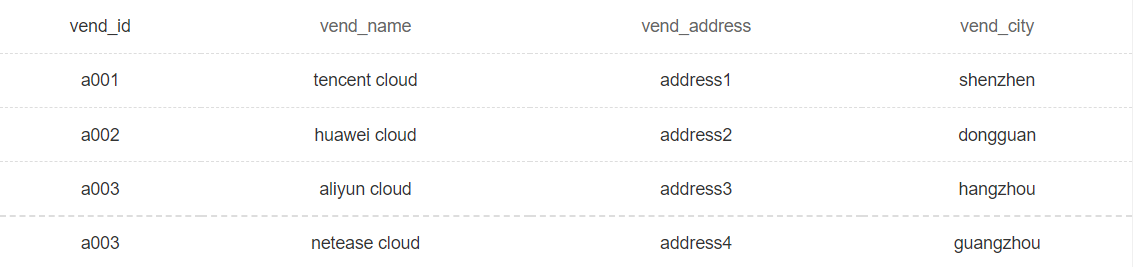 vend_id vend_name vend_address vend_city
a001 tencent cloud address1 shenzhen
a002 huawei cloud address2 dongguan
a003 aliyun cloud address3 hangzhou
a003 netease cloud address4 guangzhou